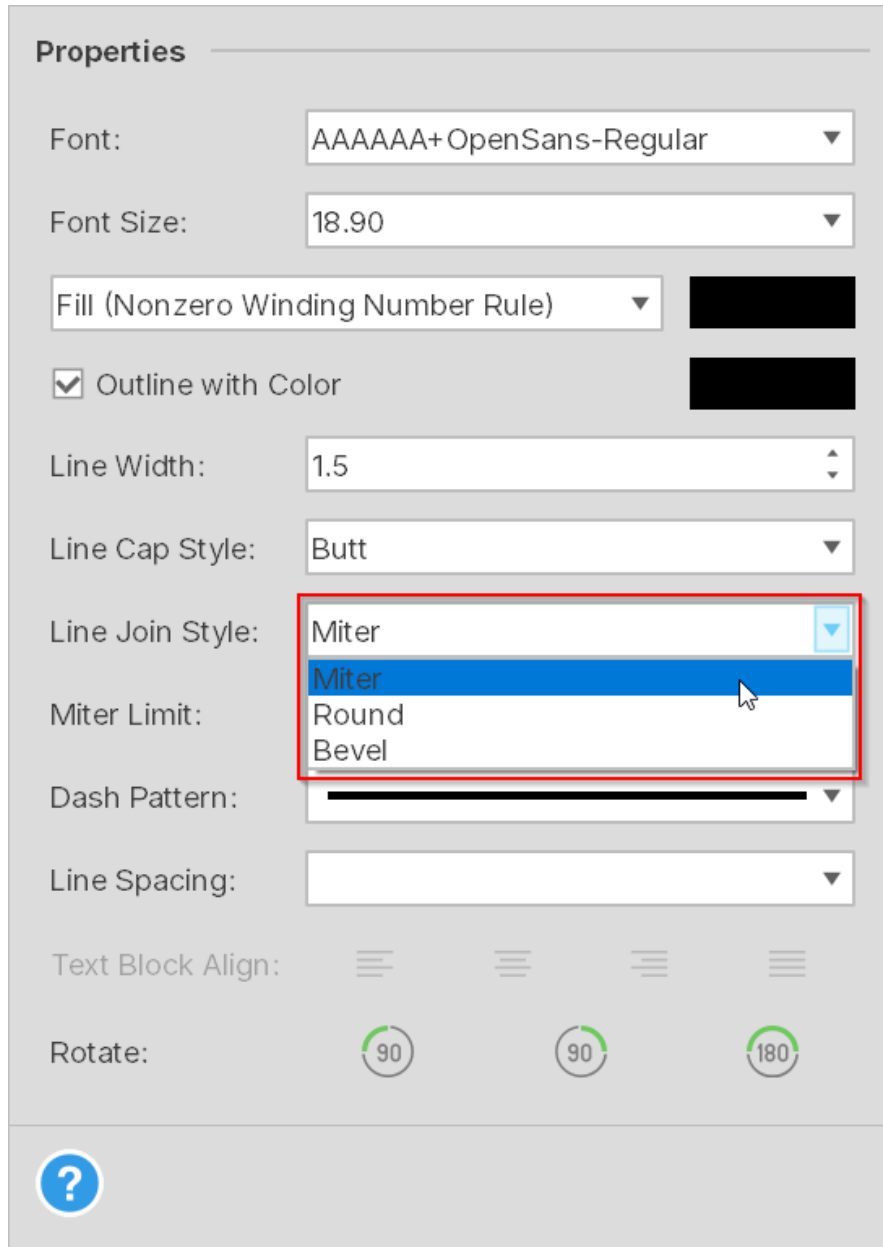 Properties
Font: AAAAAA+OpenSans-Regular
Font Size: 18.90
Fill (Nonzero Winding Number Rule)
Outline with Color
Line Width: 1.5
Line Cap Style: Butt
Line Join Style: Miter
Miter
Miter Limit: Round
Bevel
Dash Pattern:
Line Spacing:
Text Block Align:
Rotate: 90 90 180
?